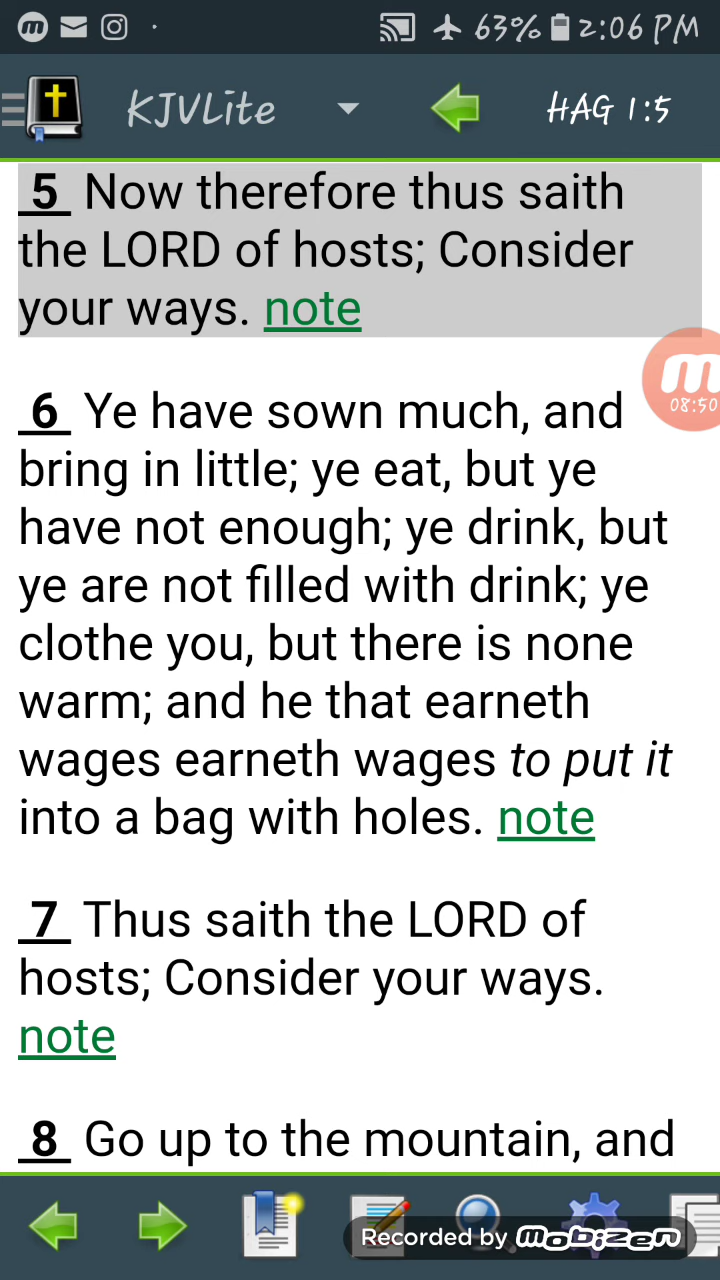 63% 2:06 PM
KJVLite HAG 1:5
5 Now therefore thus saith
the LORD of hosts; Consider
your ways. note
m
08:50
6 Ye have sown much, and
bring in little; ye eat, but ye
have not enough; ye drink, but
ye are not filled with drink; ye
clothe you, but there is none
warm; and he that earneth
wages earneth wages to put it
into a bag with holes. note
7 Thus saith the LORD of
hosts; Consider your ways.
note
8 Go up to the mountain, and
Recorded by mobizen